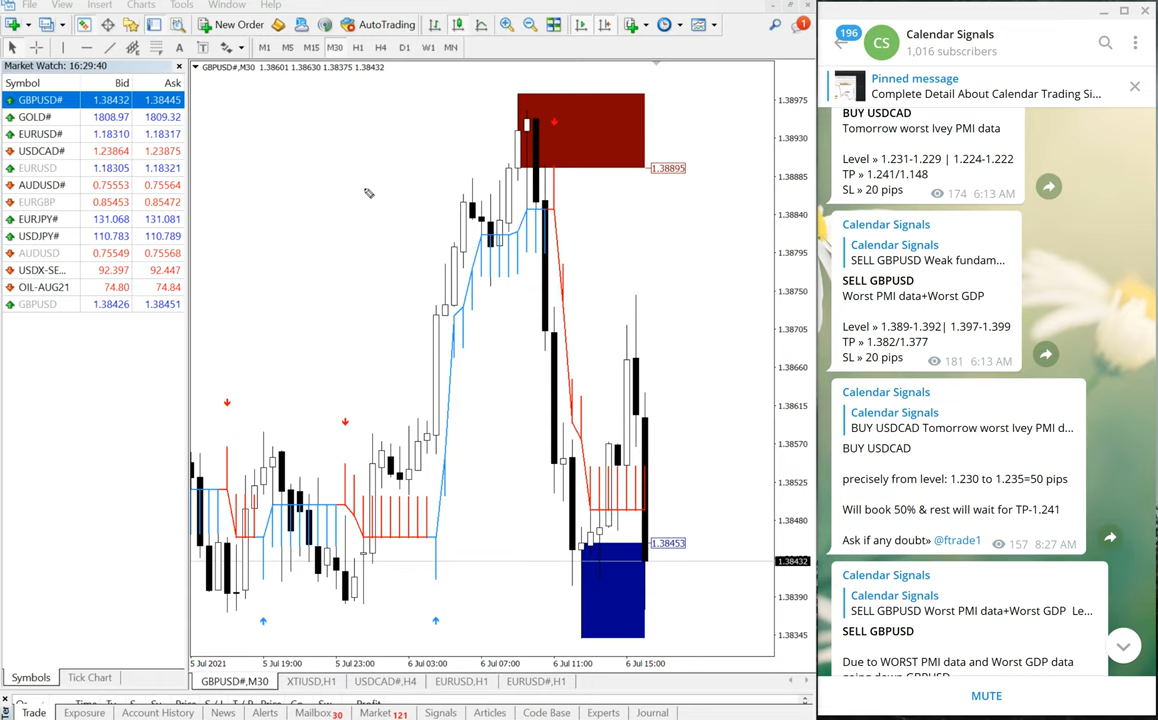 File View Insert Charts Tools Window Help
New Order AutoTrading
M1 M5 M15 M30 H1 H4 D1 W1 MN
1
Market Watch: 16:29:40
Symbol Bid Ask
GBPUSD# 1.38432 1.38445
GOLD# 1808.97 1809.32
EURUSD# 1.18310 1.18317
USDCAD# 1.23864 1.23875
EURUSD 1.18305 1.18321
AUDUSD# 0.75553 0.75564
EURGBP 0.85453 0.85472
EURJPY# 131.068 131.081
USDJPY# 110.783 110.789
AUDUSD 0.75549 0.75568
USDX-SE... 92.397 92.447
OIL-AUG21 74.80 74.84
GBPUSD 1.38426 1.38451
Symbols Tick Chart
GBPUSD#,M30 1.38601 1.38630 1.38375 1.38432
1.38895
1.38453
1.38975
1.38930
1.38885
1.38840
1.38795
1.38750
1.38705
1.38660
1.38615
1.38570
1.38525
1.38480
1.38432
1.38390
1.38345
5 Jul 2021 5 Jul 19:00 5 Jul 23:00 6 Jul 03:00 6 Jul 07:00 6 Jul 11:00 6 Jul 15:00
GBPUSD#,M30 XTIUSD,H1 USDCAD#,H4 EURUSD,H1 EURUSD#,H1
Trade Exposure Account History News Alerts Mailbox 30 Market 121 Signals Articles Code Base Experts Journal
196
CS
Calendar Signals
1,016 subscribers
Pinned message
Complete Detail About Calendar Trading Si...
BUY USDCAD
Tomorrow worst Ivey PMI data
Level » 1.231-1.229 | 1.224-1.222
TP » 1.241/1.148
SL » 20 pips
174 6:13 AM
Calendar Signals
Calendar Signals
SELL GBPUSD Weak fundam...
SELL GBPUSD
Worst PMI data+Worst GDP
Level » 1.389-1.392| 1.397-1.399
TP » 1.382/1.377
SL » 20 pips
181 6:13 AM
Calendar Signals
Calendar Signals
BUY USDCAD Tomorrow worst Ivey PMI d...
BUY USDCAD
precisely from level: 1.230 to 1.235=50 pips
Will book 50% & rest will wait for TP-1.241
Ask if any doubt» @ftrade1
157 8:27 AM
Calendar Signals
Calendar Signals
SELL GBPUSD Worst PMI data+Worst GDP Le...
SELL GBPUSD
Due to WORST PMI data and Worst GDP data
going down GBPUSD
MUTE